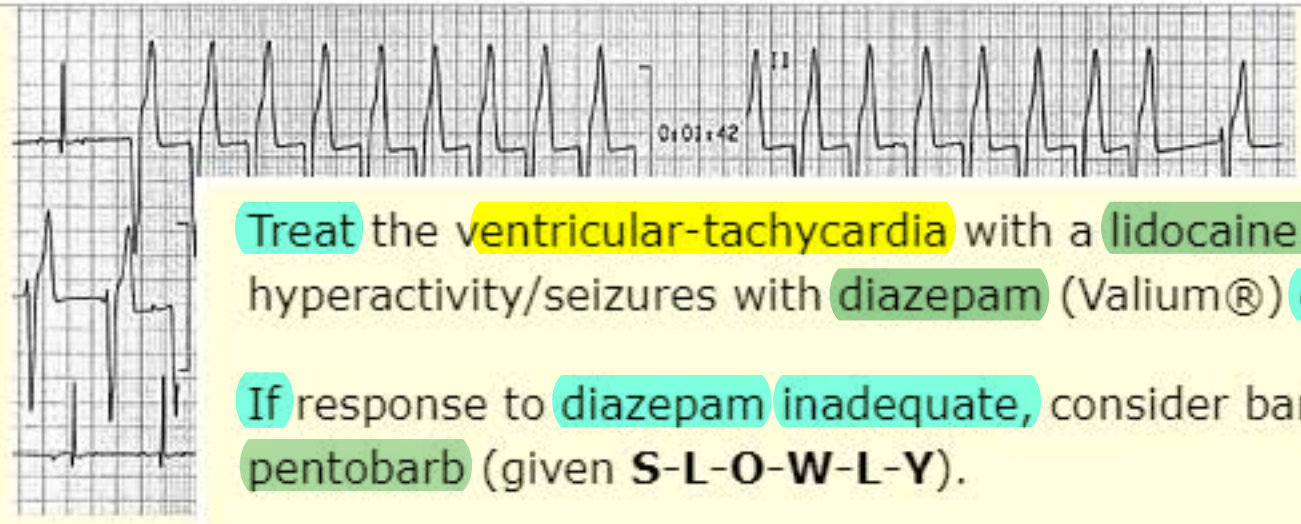 II
0:01:42
Treat the ventricular-tachycardia with a lidocaine
hyperactivity/seizures with diazepam (Valium®)
If response to diazepam inadequate, consider
pentobarb (given S-L-O-W-L-Y).